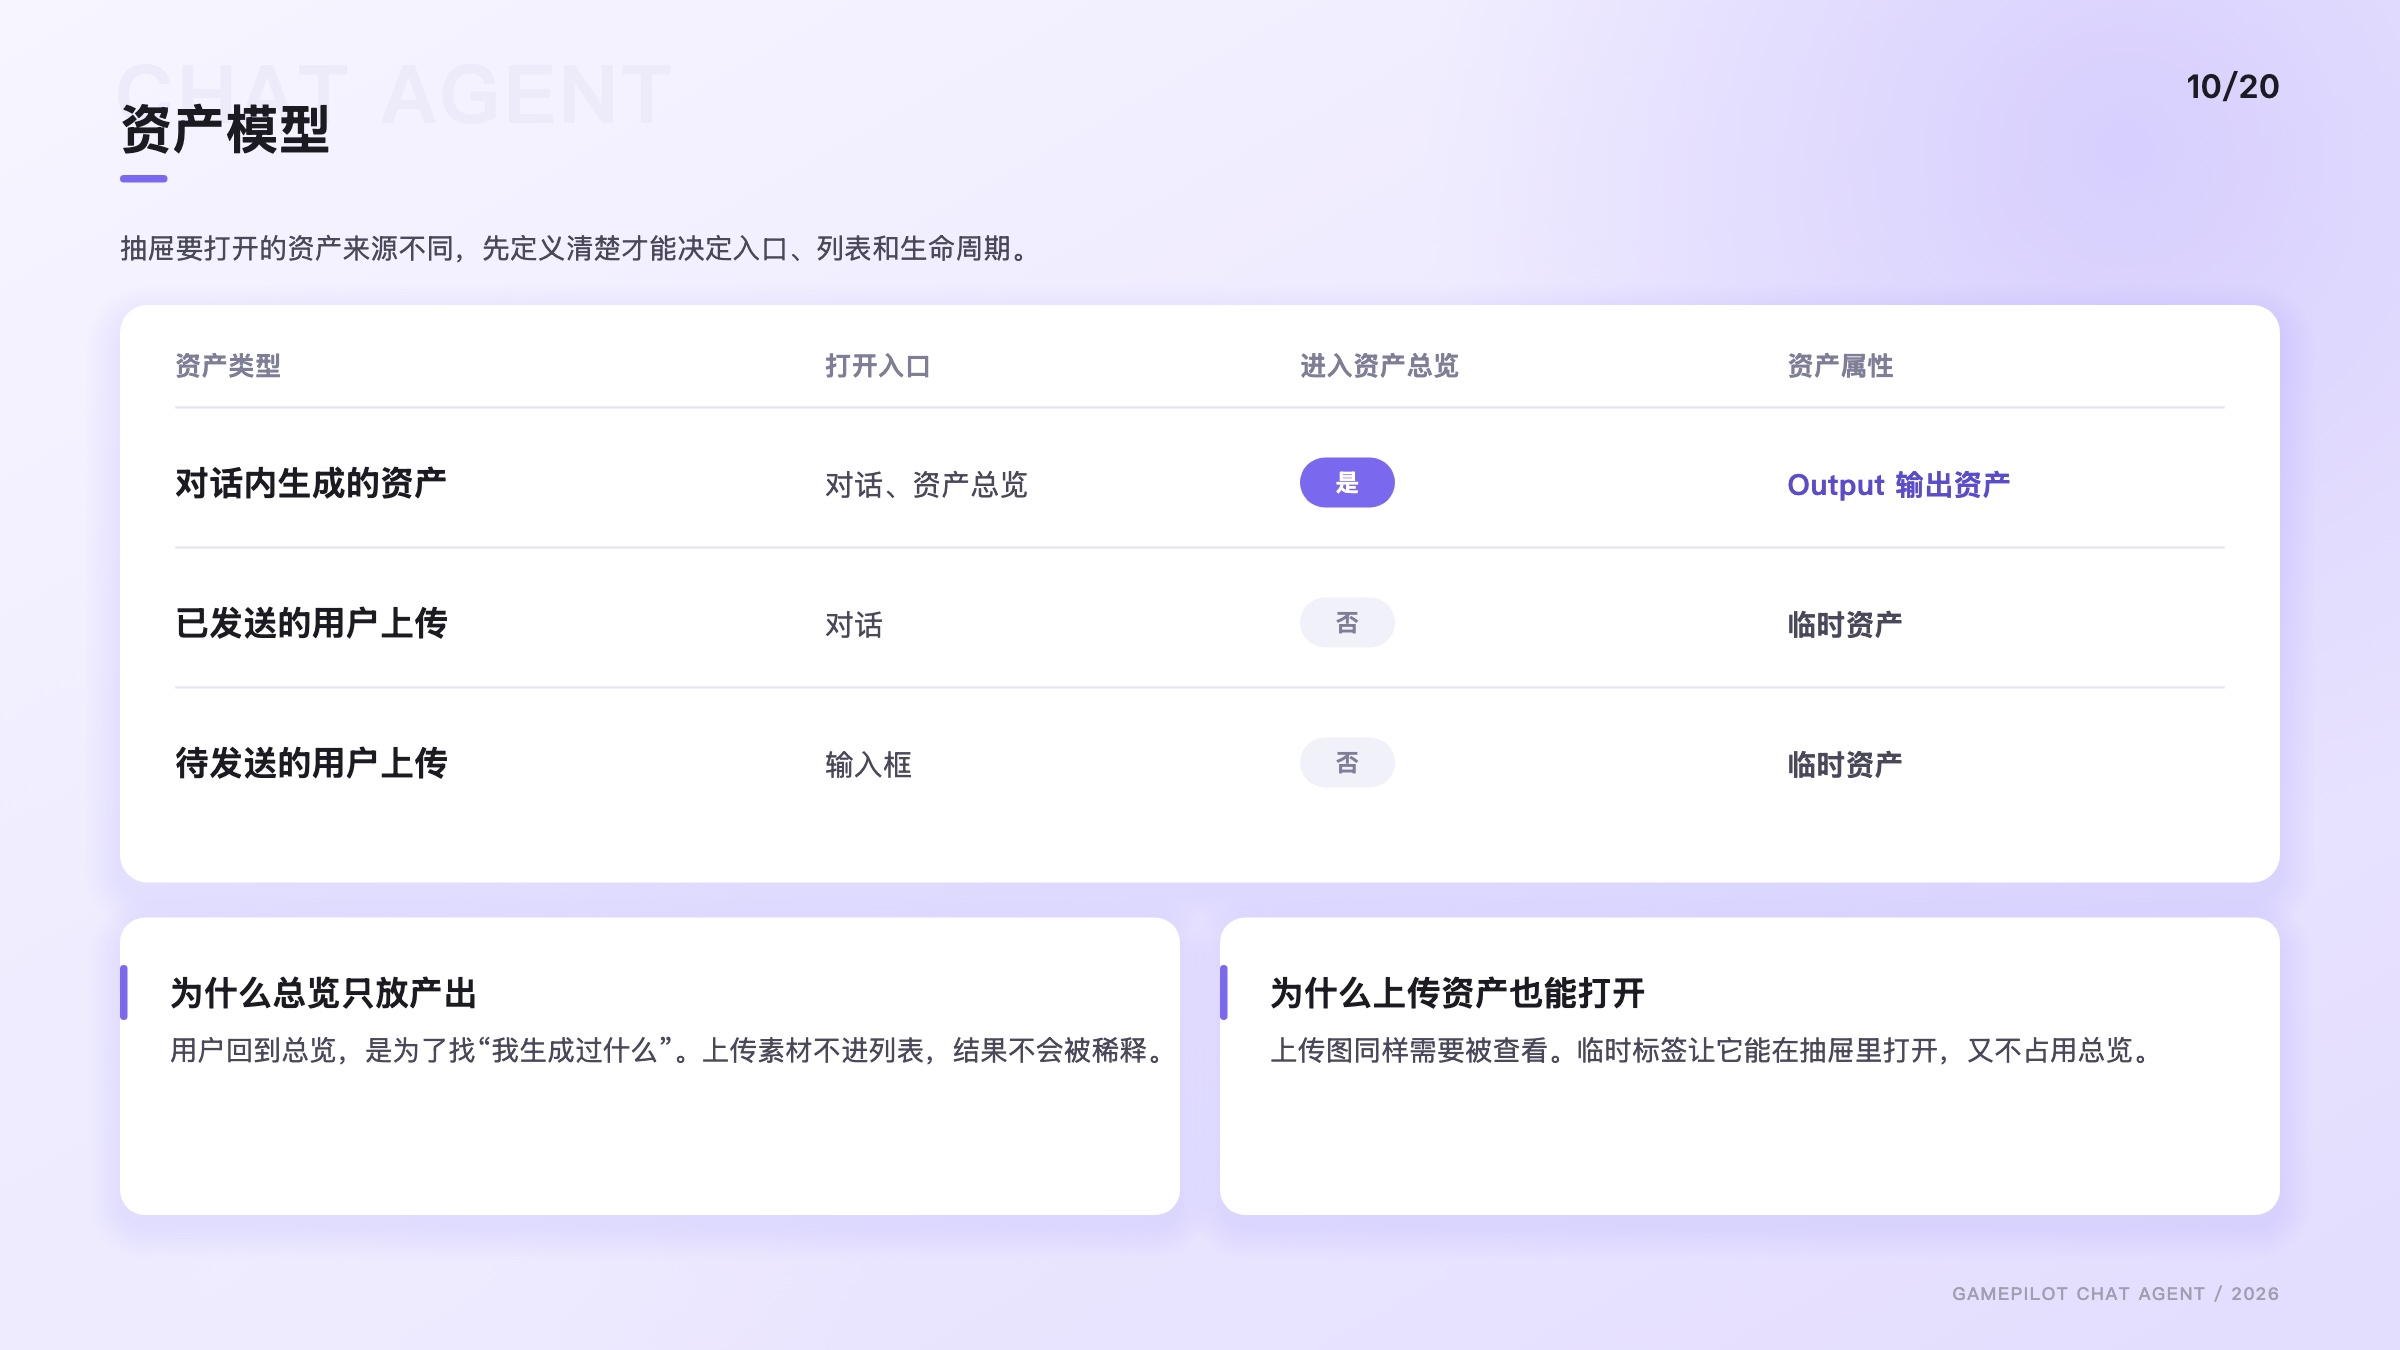 CHAT AGENT
10/20
资产模型
抽屉要打开的资产来源不同，先定义清楚才能决定入口、列表和生命周期。
资产类型 打开入口 进入资产总览 资产属性
对话内生成的资产 对话、资产总览 是 Output 输出资产
已发送的用户上传 对话 否 临时资产
待发送的用户上传 输入框 否 临时资产
为什么总览只放产出
用户回到总览，是为了找“我生成过什么”。上传素材不进列表，结果不会被稀释。
为什么上传资产也能打开
上传图同样需要被查看。临时标签让它能在抽屉里打开，又不占用总览。
GAMEPILOT CHAT AGENT / 2026